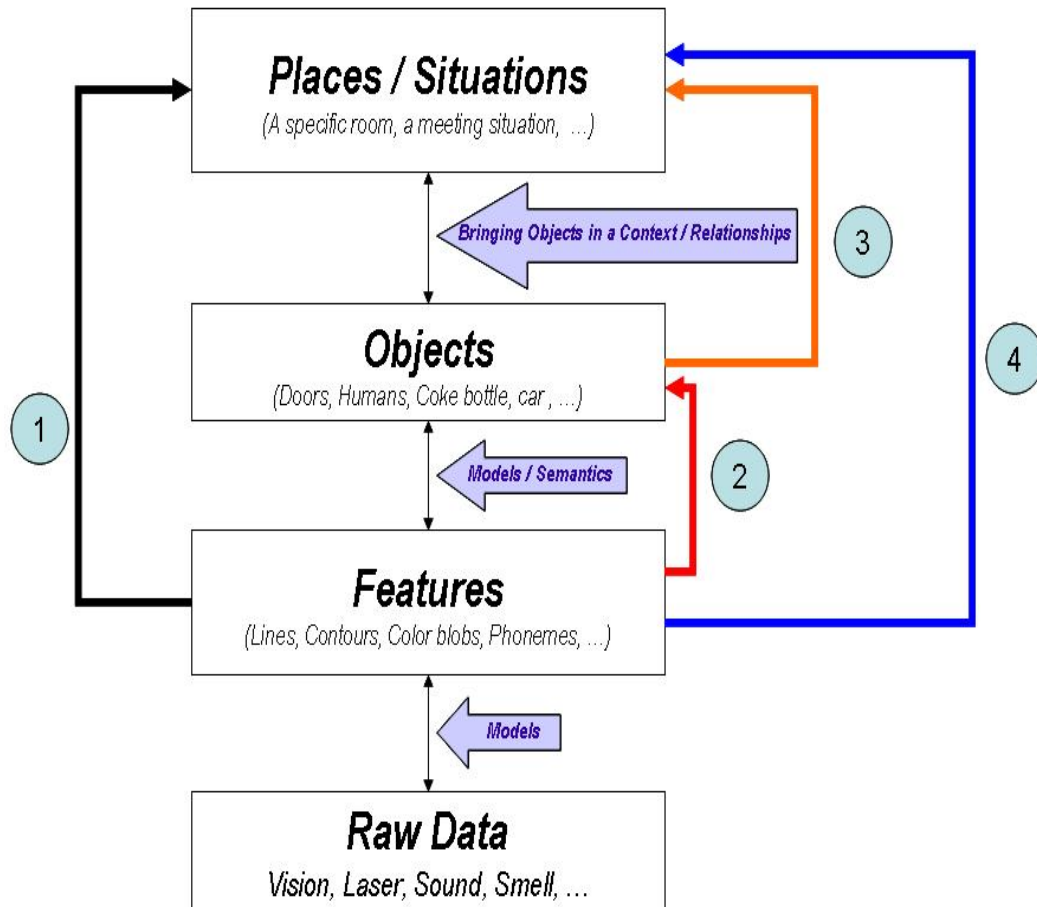 Places / Situations
(A specific room, a meeting situation, ...)
Bringing Objects in a Context / Relationships
3
Objects
(Doors, Humans, Coke bottle, car , ...)
4
1
Models / Semantics
2
Features
(Lines, Contours, Color blobs, Phonemes, ...)
Models
Raw Data
Vision, Laser, Sound, Smell, ...